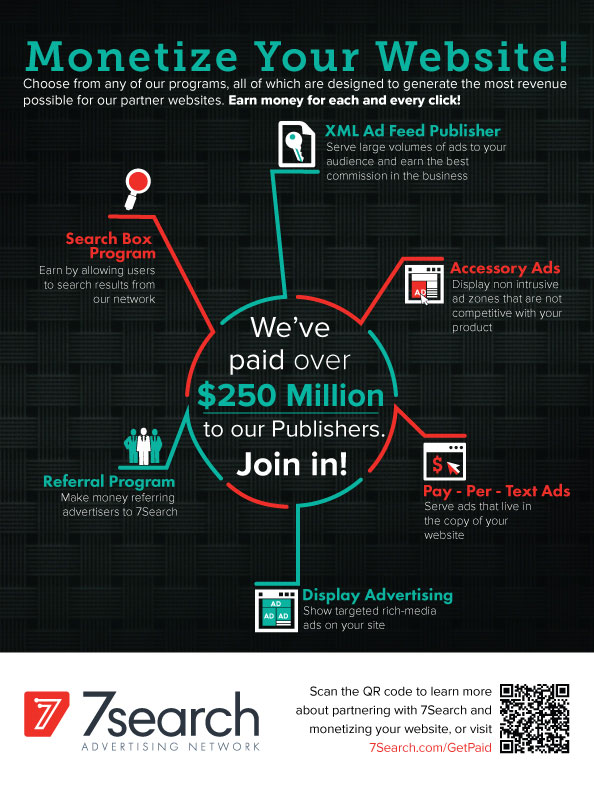 Monetize Your Website!
Choose from any of our programs, all of which are designed to generate the most revenue
possible for our partner websites. Earn money for each and every click!
XML Ad Feed Publisher
Serve large volumes of ads to your
audience and earn the best
commission in the business
Search Box
Program
Earn by allowing users
to search results from
our network
Accessory Ads
Display non intrusive
ad zones that are not
competitive with your
product
AD
We've
paid over
$250 Million
to our Publishers.
Join in!
Referral Program
Make money referring
advertisers to 7Search
$
Pay - Per - Text Ads
Serve ads that live in
the copy of your
website
AD
AD AD
Display Advertising
Show targeted rich-media
ads on your site
7
7search
ADVERTISING NETWORK
Scan the QR code to learn more
about partnering with 7Search and
monetizing your website, or visit
7Search.com/GetPaid